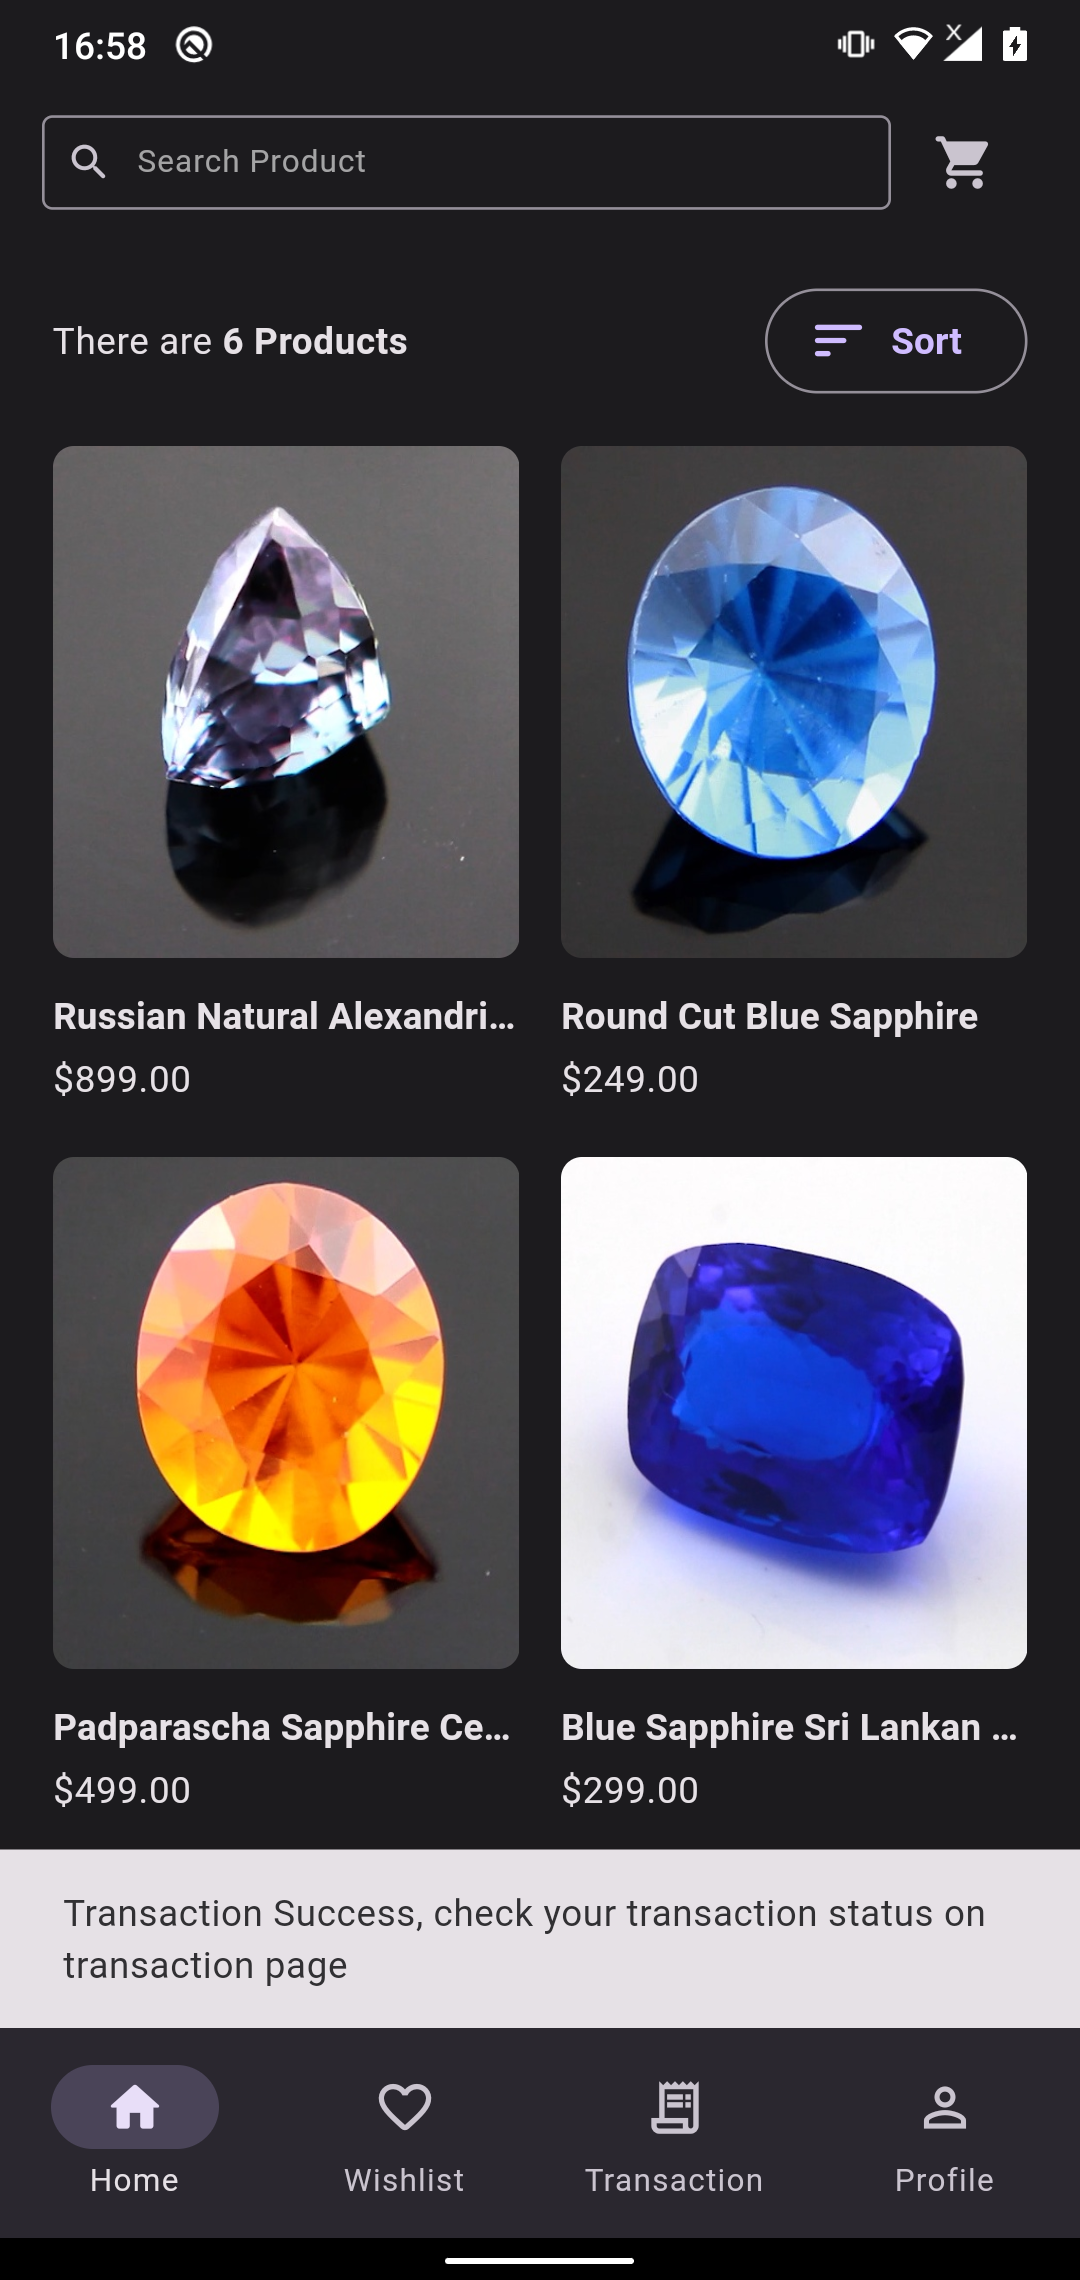 16:58
Search Product
There are 6 Products
Sort
Russian Natural Alexandri...
Round Cut Blue Sapphire
$899.00
$249.00
Padparascha Sapphire Ce...
Blue Sapphire Sri Lankan ...
$499.00
$299.00
Transaction Success, check your transaction status on
transaction page
Home
Wishlist
Transaction
Profile